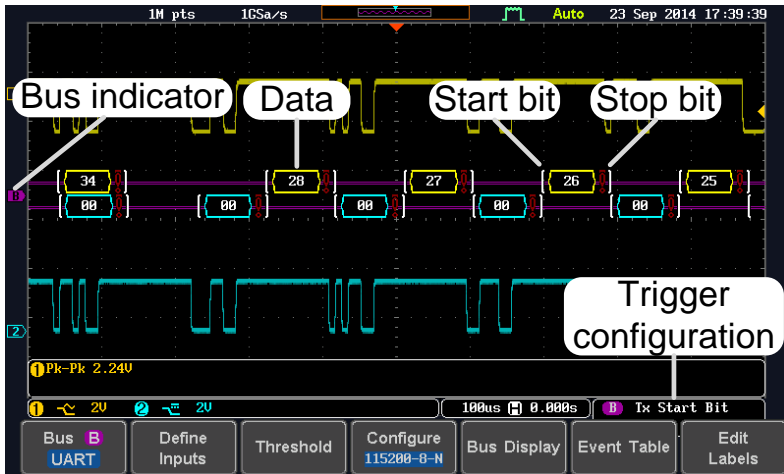 1M pts 1GSa/s Auto 23 Sep 2014 17:39:39
Bus indicator Data Start bit Stop bit
34 28 27 26 25
B
00 00 00 00 00
2
Trigger
configuration
1 Pk-Pk 2.24V
1 2V 2 2V 100us H 0.000s B Tx Start Bit
Bus B
UART
Define
Inputs
Threshold
Configure
115200-8-N
Bus Display
Event Table
Edit
Labels